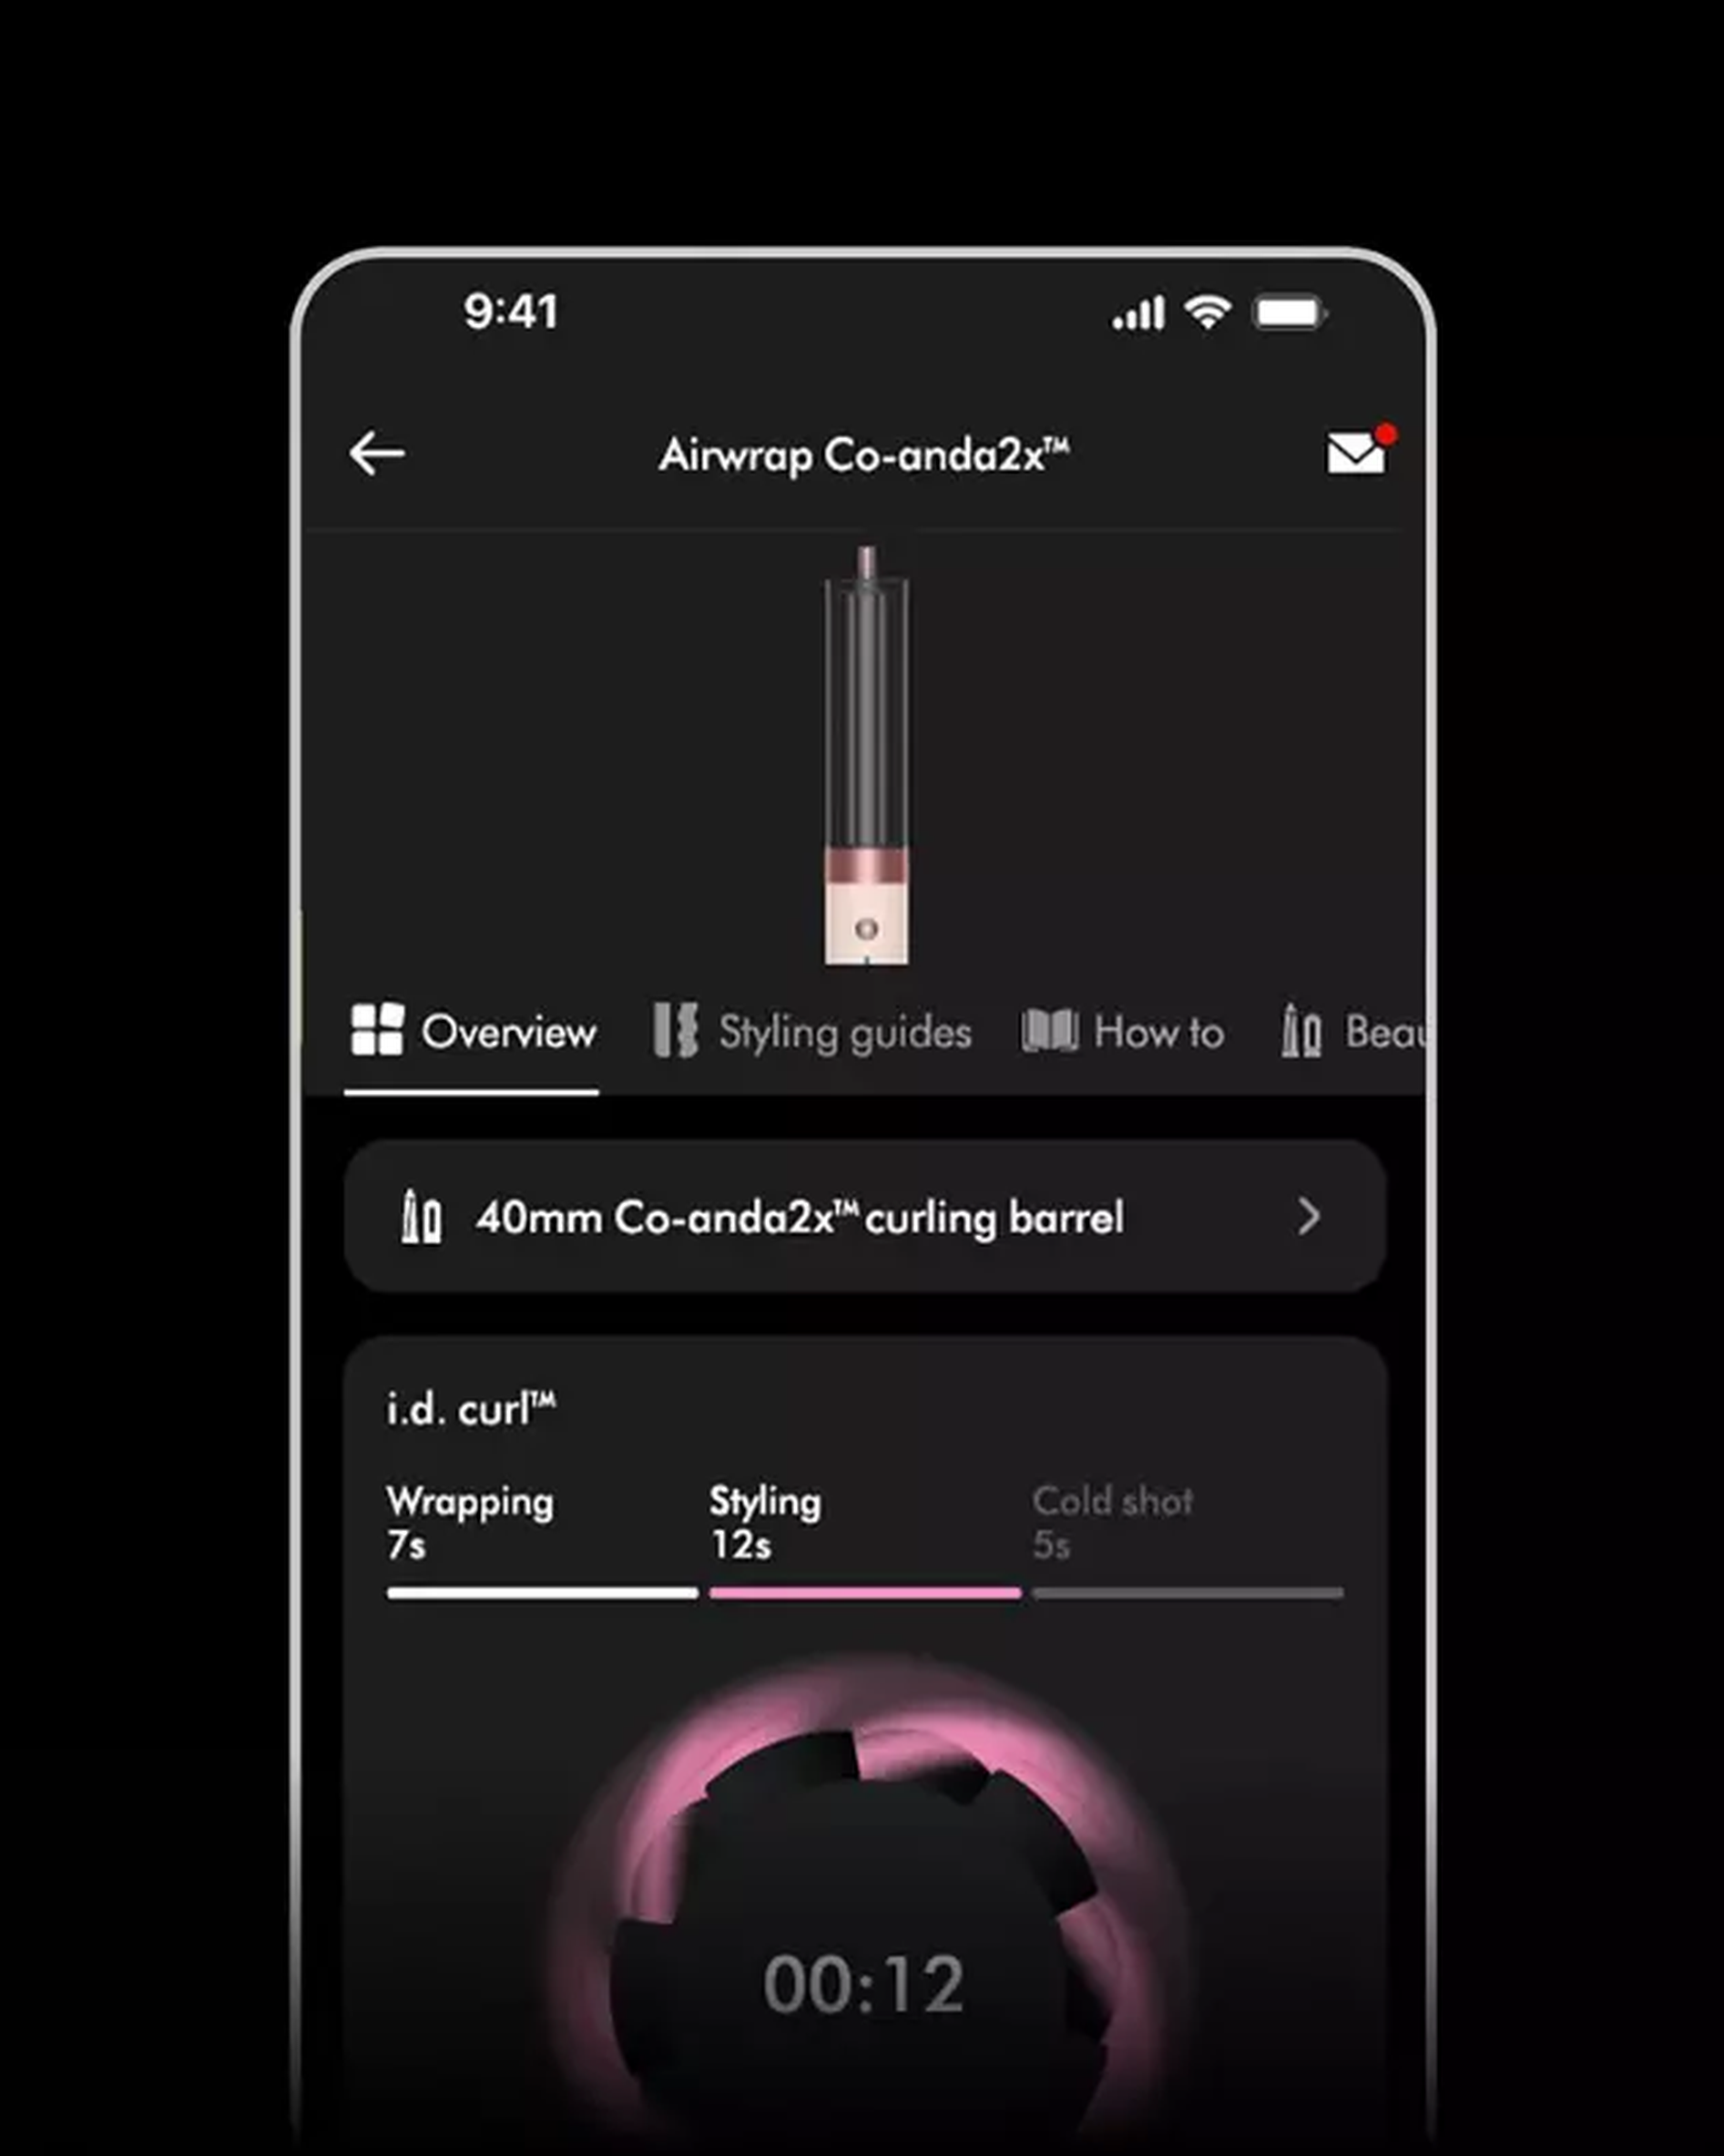 9:41
Airwrap Co-anda2x™
Overview Styling guides How to Beau
40mm Co-anda2x™ curling barrel
i.d. curl™
Wrapping Styling Cold shot
7s 12s 5s
00:12